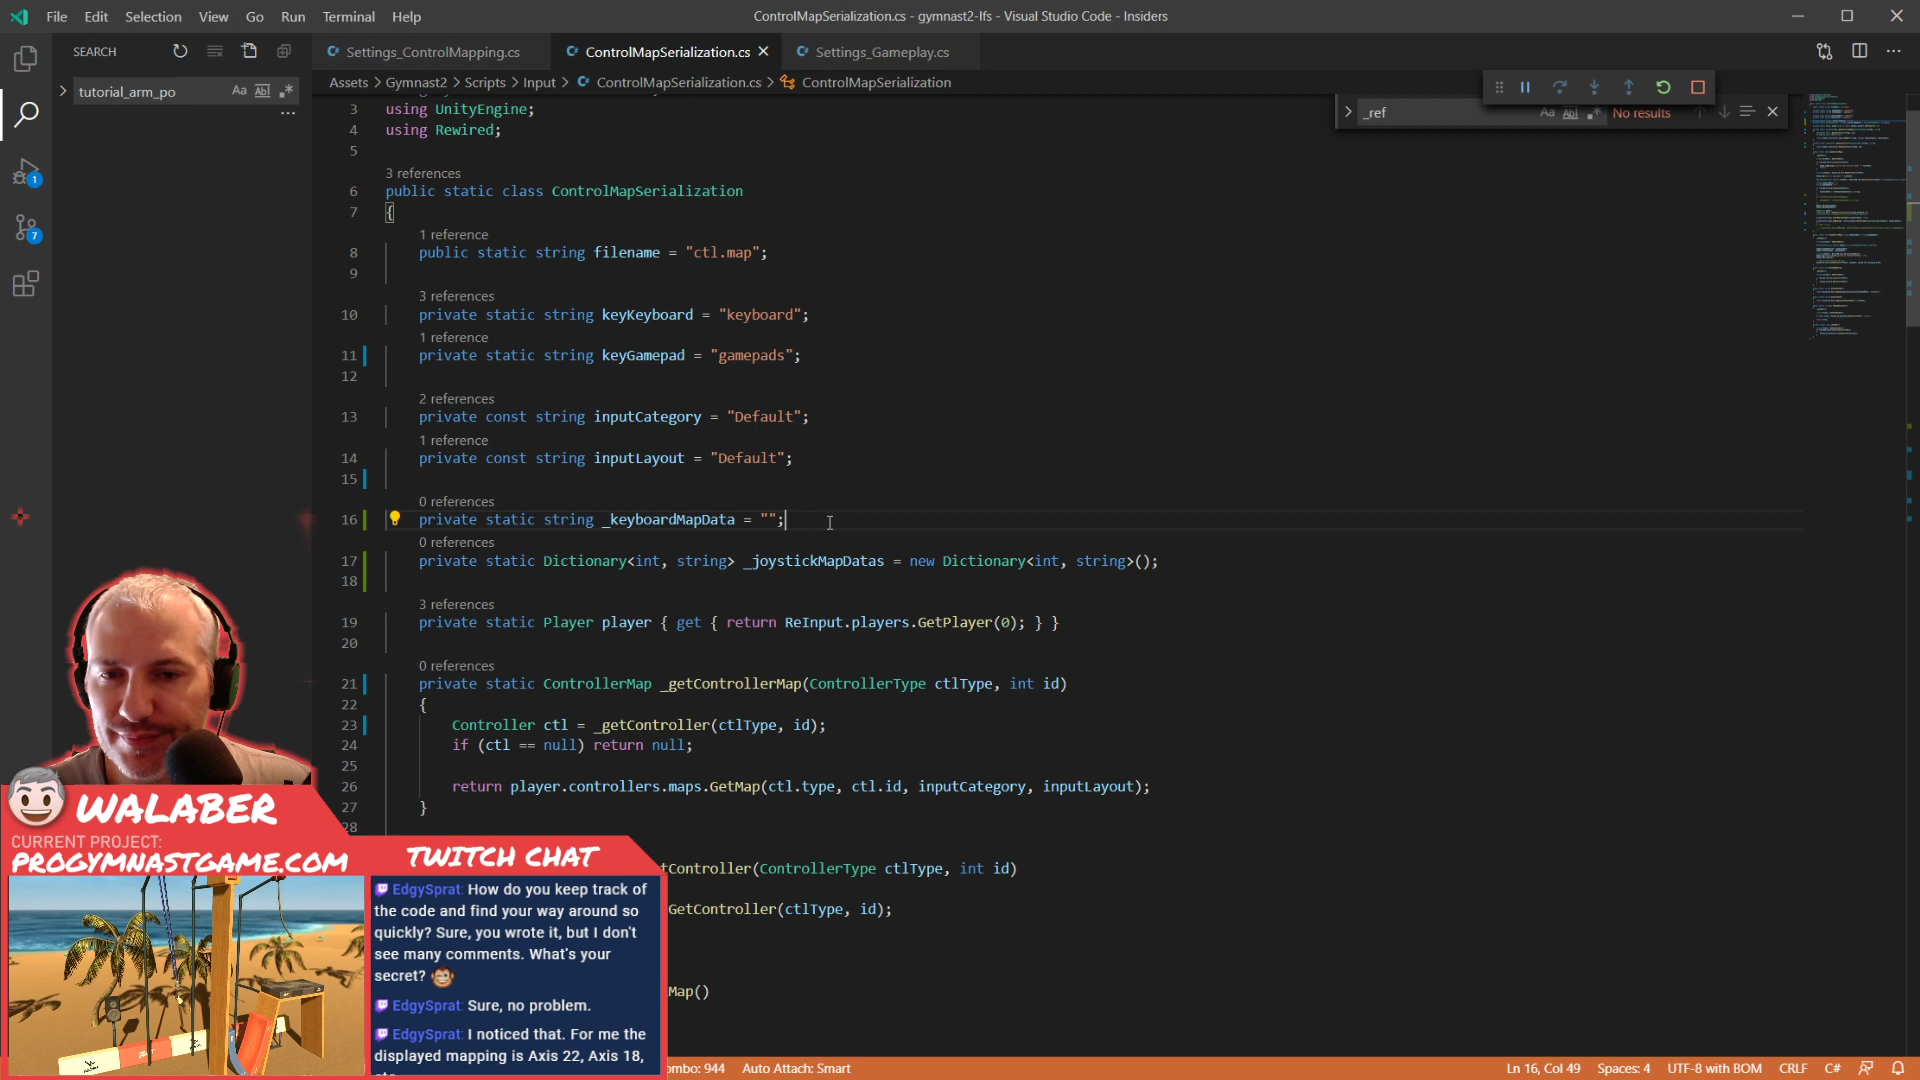 File Edit Selection View Go Run Terminal Help
ControlMapSerialization.cs - gymnast2-lfs - Visual Studio Code - Insiders
SEARCH
Settings_ControlMapping.cs
ControlMapSerialization.cs
Settings_Gameplay.cs
tutorial_arm_po
Assets > Gymnast2 > Scripts > Input > ControlMapSerialization.cs > ControlMapSerialization
_ref
No results
3 using UnityEngine;
4 using Rewired;
5
3 references
6 public static class ControlMapSerialization
7 {
1 reference
8 public static string filename = "ctl.map";
9
3 references
10 private static string keyKeyboard = "keyboard";
1 reference
11 private static string keyGamepad = "gamepads";
12
2 references
13 private const string inputCategory = "Default";
1 reference
14 private const string inputLayout = "Default";
15
0 references
16 private static string _keyboardMapData = "";
0 references
17 private static Dictionary<int, string> _joystickMapDatas = new Dictionary<int, string>();
18
3 references
19 private static Player player { get { return ReInput.players.GetPlayer(0); } }
20
0 references
21 private static ControllerMap _getControllerMap(ControllerType ctlType, int id)
22 {
23 Controller ctl = _getController(ctlType, id);
24 if (ctl == null) return null;
25
26 return player.controllers.maps.GetMap(ctl.type, ctl.id, inputCategory, inputLayout);
27 }
28
tController(ControllerType ctlType, int id)
GetController(ctlType, id);
Map()
1
7
WALABER
CURRENT PROJECT:
PROGYMNASTGAME.COM
TWITCH CHAT
EdgySprat: How do you keep track of
the code and find your way around so
quickly? Sure, you wrote it, but I don't
see many comments. What's your
secret?
EdgySprat: Sure, no problem.
EdgySprat: I noticed that. For me the
displayed mapping is Axis 22, Axis 18,
ombo: 944 Auto Attach: Smart
Ln 16, Col 49 Spaces: 4 UTF-8 with BOM CRLF C#